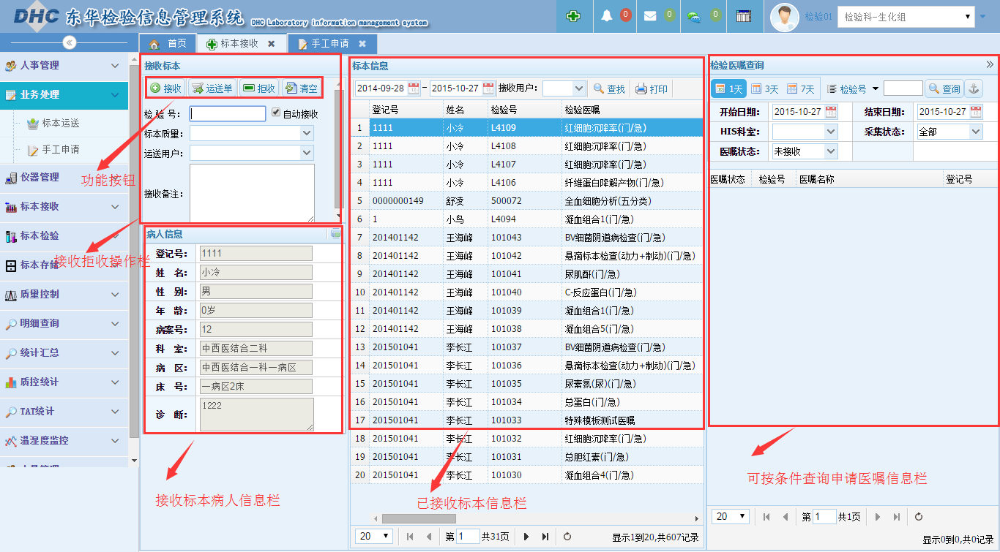 DHC 东华检验信息管理系统 DHC Laboratory information management system
0 0 0 检验01 检验科-生化组
首页 标本接收 手工申请
人事管理
业务处理
标本运送
手工申请
仪器管理
标本接收
标本检验
标本存储
质量控制
明细查询
统计汇总
质控统计
TAT统计
温湿度监控
接收标本
接收 运送单 拒收 清空
检 验 号: 自动接收
标本质量:
运送用户:
接收备注:
功能按钮
接收拒收操作栏
病人信息
登记号: 1111
姓 名: 小冷
性 别: 男
年 龄: 0岁
病案号: 12
科 室: 中西医结合二科
病 区: 中西医结合一科一病区
床 号: 一病区2床
诊 断: 1222
接收标本病人信息栏
标本信息
2014-09-28 - 2015-10-27 接收用户: 查找 打印
登记号 姓名 检验号 检验医嘱
1 1111 小冷 L4109 红细胞沉降率(门/急)
2 1111 小冷 L4108 红细胞沉降率(门/急)
3 1111 小冷 L4107 红细胞沉降率(门/急)
4 1111 小冷 L4106 纤维蛋白降解产物(门/急)
5 0000000149 舒凌 500072 全血细胞分析(五分类)
6 1 小鸟 L4094 凝血组合1(门/急)
7 201401142 王海峰 101043 BV细菌阴道病检查(门/急)
8 201401142 王海峰 101042 悬滴标本检查(动力+制动)(门/急)
9 201401142 王海峰 101041 尿肌酐(门/急)
10 201401142 王海峰 101040 C-反应蛋白(门/急)
11 201401142 王海峰 101039 凝血组合1(门/急)
12 201401142 王海峰 101038 凝血组合5(门/急)
13 201501041 李长江 101037 BV细菌阴道病检查(门/急)
14 201501041 李长江 101036 悬滴标本检查(动力+制动)(门/急)
15 201501041 李长江 101035 尿素氮(尿)(门/急)
16 201501041 李长江 101034 总蛋白(门/急)
17 201501041 李长江 101033 特殊模板测试医嘱
18 201501041 李长江 101032 红细胞沉降率(门/急)
19 201501041 李长江 101031 总胆红素(门/急)
20 201501041 李长江 101030 凝血组合4(门/急)
已接收标本信息栏
20 第 1 共31页 显示1到20,共607记录
检验医嘱查询
1天 3天 7天 检验号 查询
开始日期: 2015-10-27 结束日期: 2015-10-27
HIS科室: 采集状态: 全部
医嘱状态: 未接收
医嘱状态 检验号 医嘱名称 登记号
可按条件查询申请医嘱信息栏
20 第 1 共1页
显示0到0,共0记录